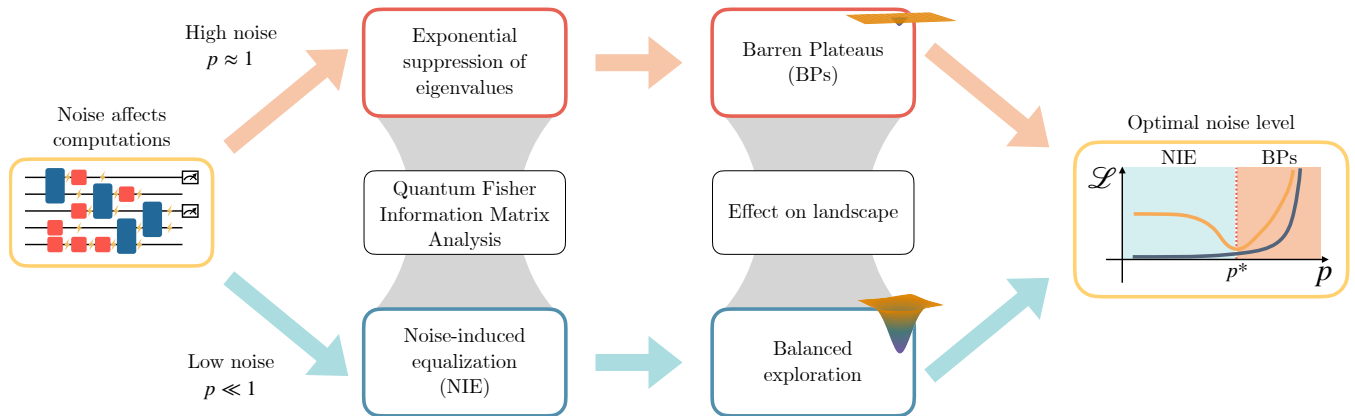 High noise
p ≈ 1
Exponential
suppression of
eigenvalues
Barren Plateaus
(BPs)
Noise affects
computations
Optimal noise level
NIE
BPs
ℒ
p*
p
Quantum Fisher
Information Matrix
Analysis
Effect on landscape
Low noise
p ≪ 1
Noise-induced
equalization
(NIE)
Balanced
exploration